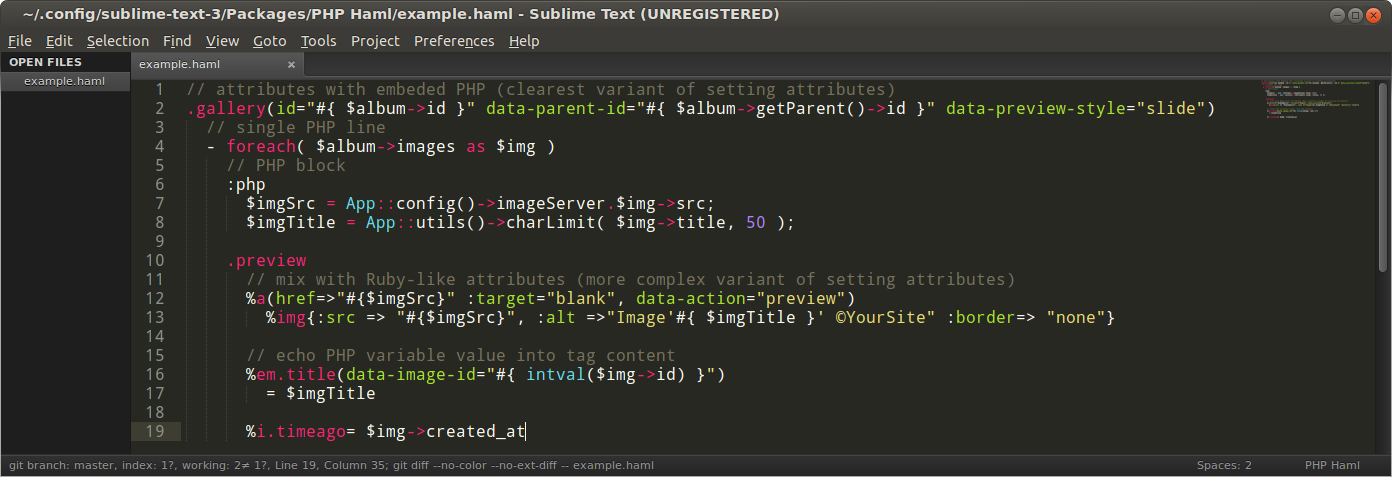 ~/.config/sublime-text-3/Packages/PHP Haml/example.haml - Sublime Text (UNREGISTERED)
File Edit Selection Find View Goto Tools Project Preferences Help
OPEN FILES
example.haml
example.haml ×
1 // attributes with embeded PHP (clearest variant of setting attributes)
2 .gallery(id="#{ $album->id }" data-parent-id="#{ $album->getParent()->id }" data-preview-style="slide")
3 // single PHP line
4 - foreach( $album->images as $img )
5 // PHP block
6 :php
7 $imgSrc = App::config()->imageServer.$img->src;
8 $imgTitle = App::utils()->charLimit( $img->title, 50 );
9
10 .preview
11 // mix with Ruby-like attributes (more complex variant of setting attributes)
12 %a(href=>"#{$imgSrc}" :target="blank", data-action="preview")
13 %img{:src => "#{$imgSrc}", :alt =>"Image'#{ $imgTitle }' ©YourSite" :border=> "none"}
14
15 // echo PHP variable value into tag content
16 %em.title(data-image-id="#{ intval($img->id) }")
17 = $imgTitle
18
19 %i.timeago= $img->created_at
git branch: master, index: 1?, working: 2≠ 1?, Line 19, Column 35; git diff --no-color --no-ext-diff -- example.haml
Spaces: 2
PHP Haml